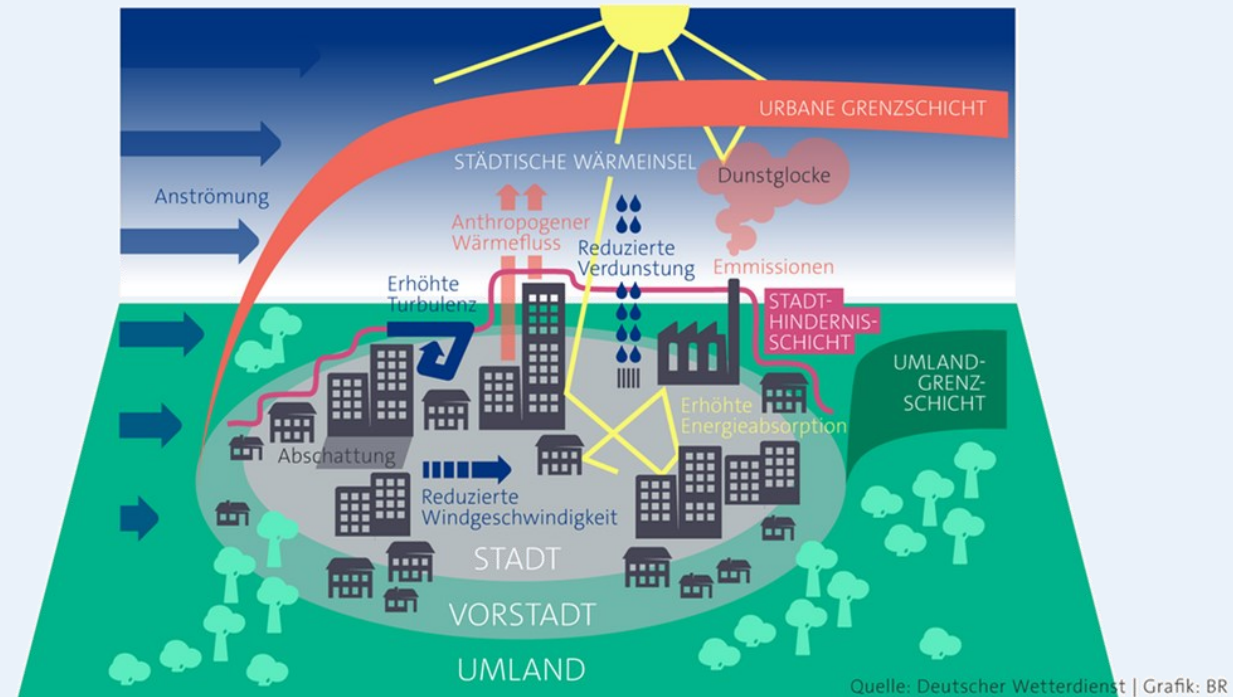 URBANE GRENZSCHICHT
STÄDTISCHE WÄRMEINSEL
Dunstglocke
Anströmung
Anthropogener
Wärmefluss
Reduzierte
Verdunstung
Emmissionen
Erhöhte
Turbulenz
STADT-
HINDERNIS-
SCHICHT
UMLAND-
GRENZ-
SCHICHT
Erhöhte
Energieabsorption
Abschattung
Reduzierte
Windgeschwindigkeit
STADT
VORSTADT
UMLAND
Quelle: Deutscher Wetterdienst | Grafik: BR